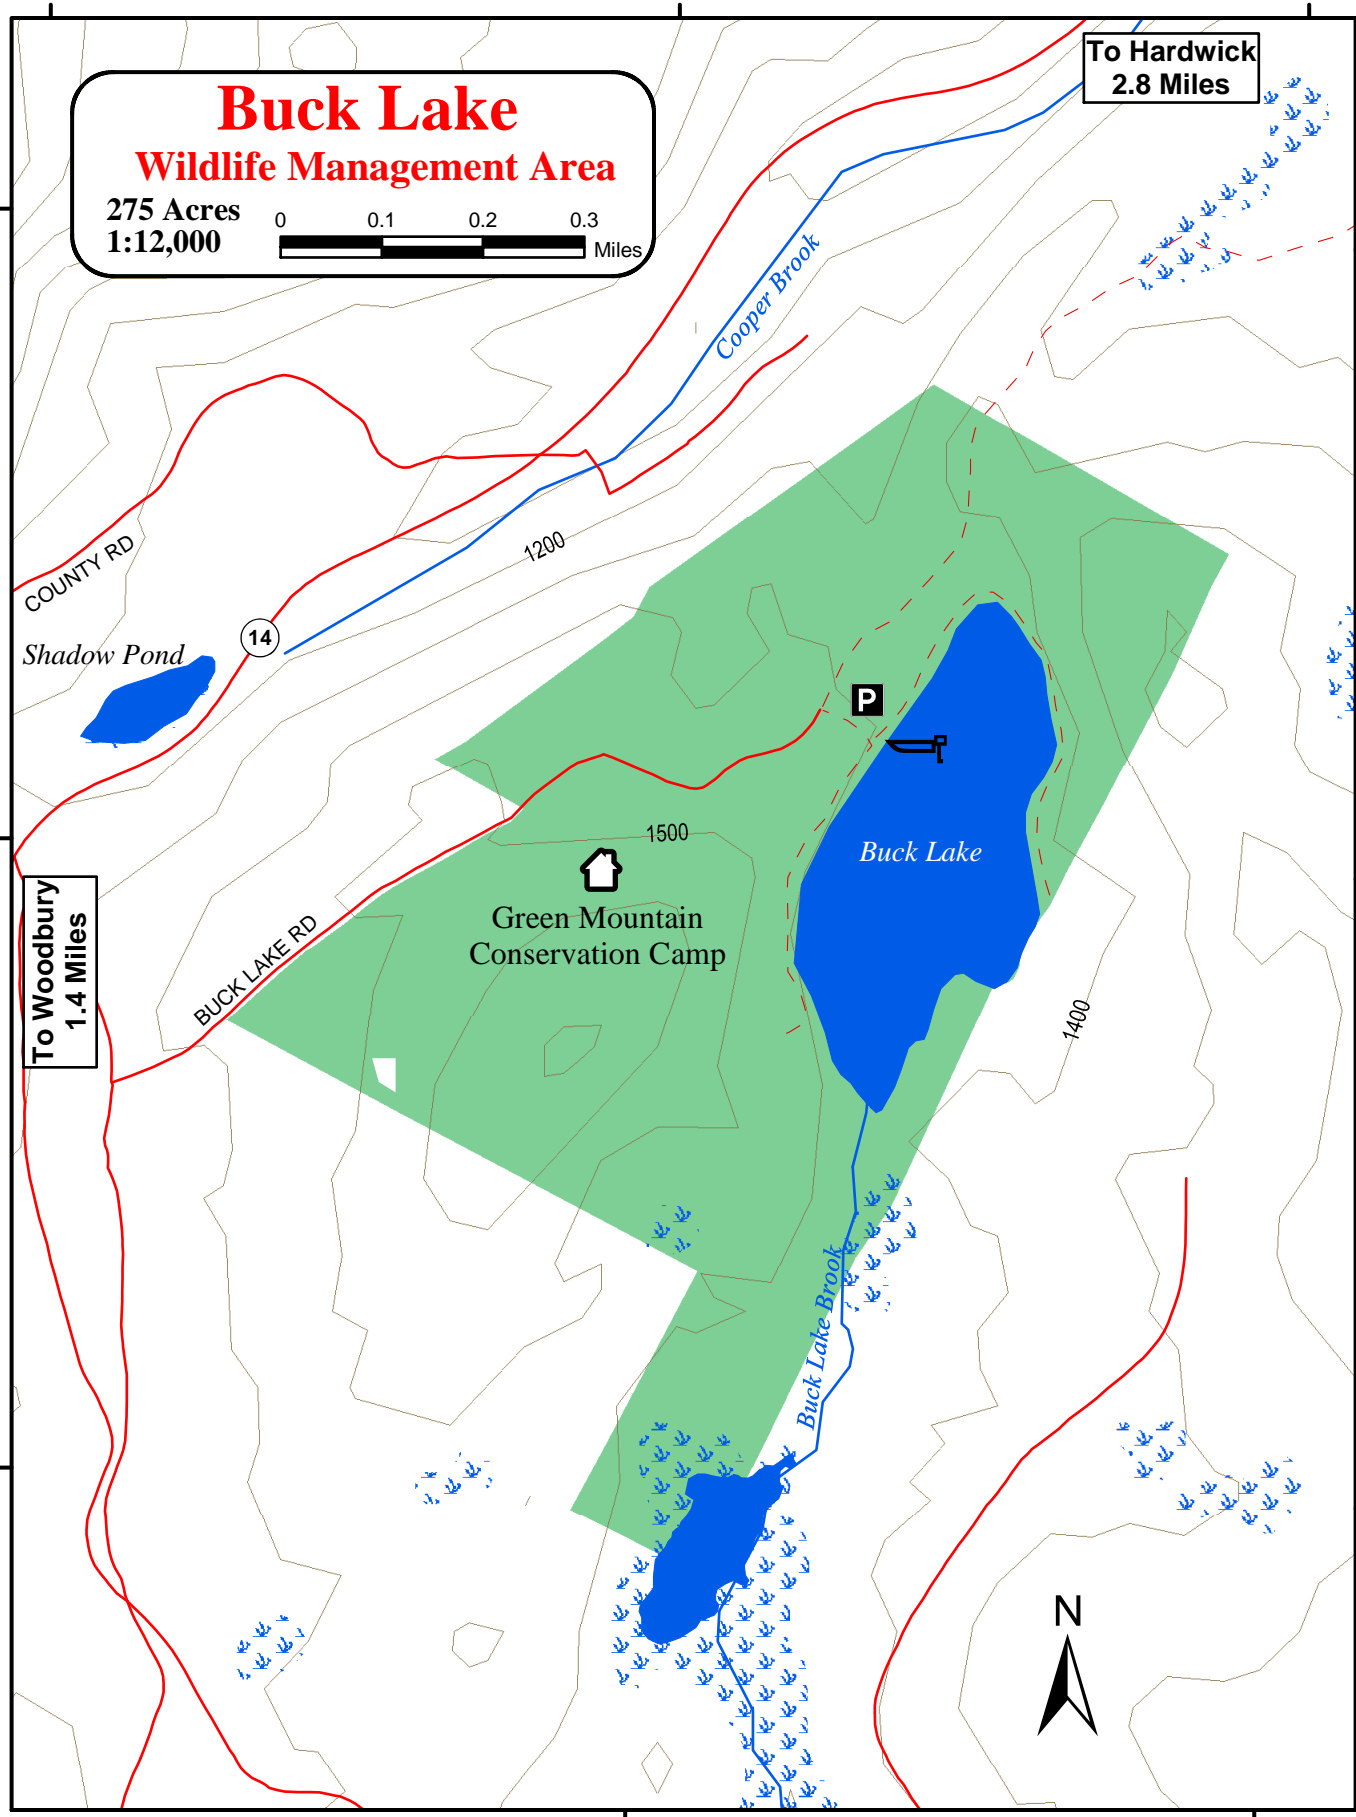 To Hardwick
2.8 Miles
Buck Lake
Wildlife Management Area
275 Acres
1:12,000
0 0.1 0.2 0.3
Miles
Cooper Brook
1200
COUNTY RD
14
Shadow Pond
P
1500
Buck Lake
Green Mountain
Conservation Camp
To Woodbury
1.4 Miles
BUCK LAKE RD
1400
Buck Lake Brook
N